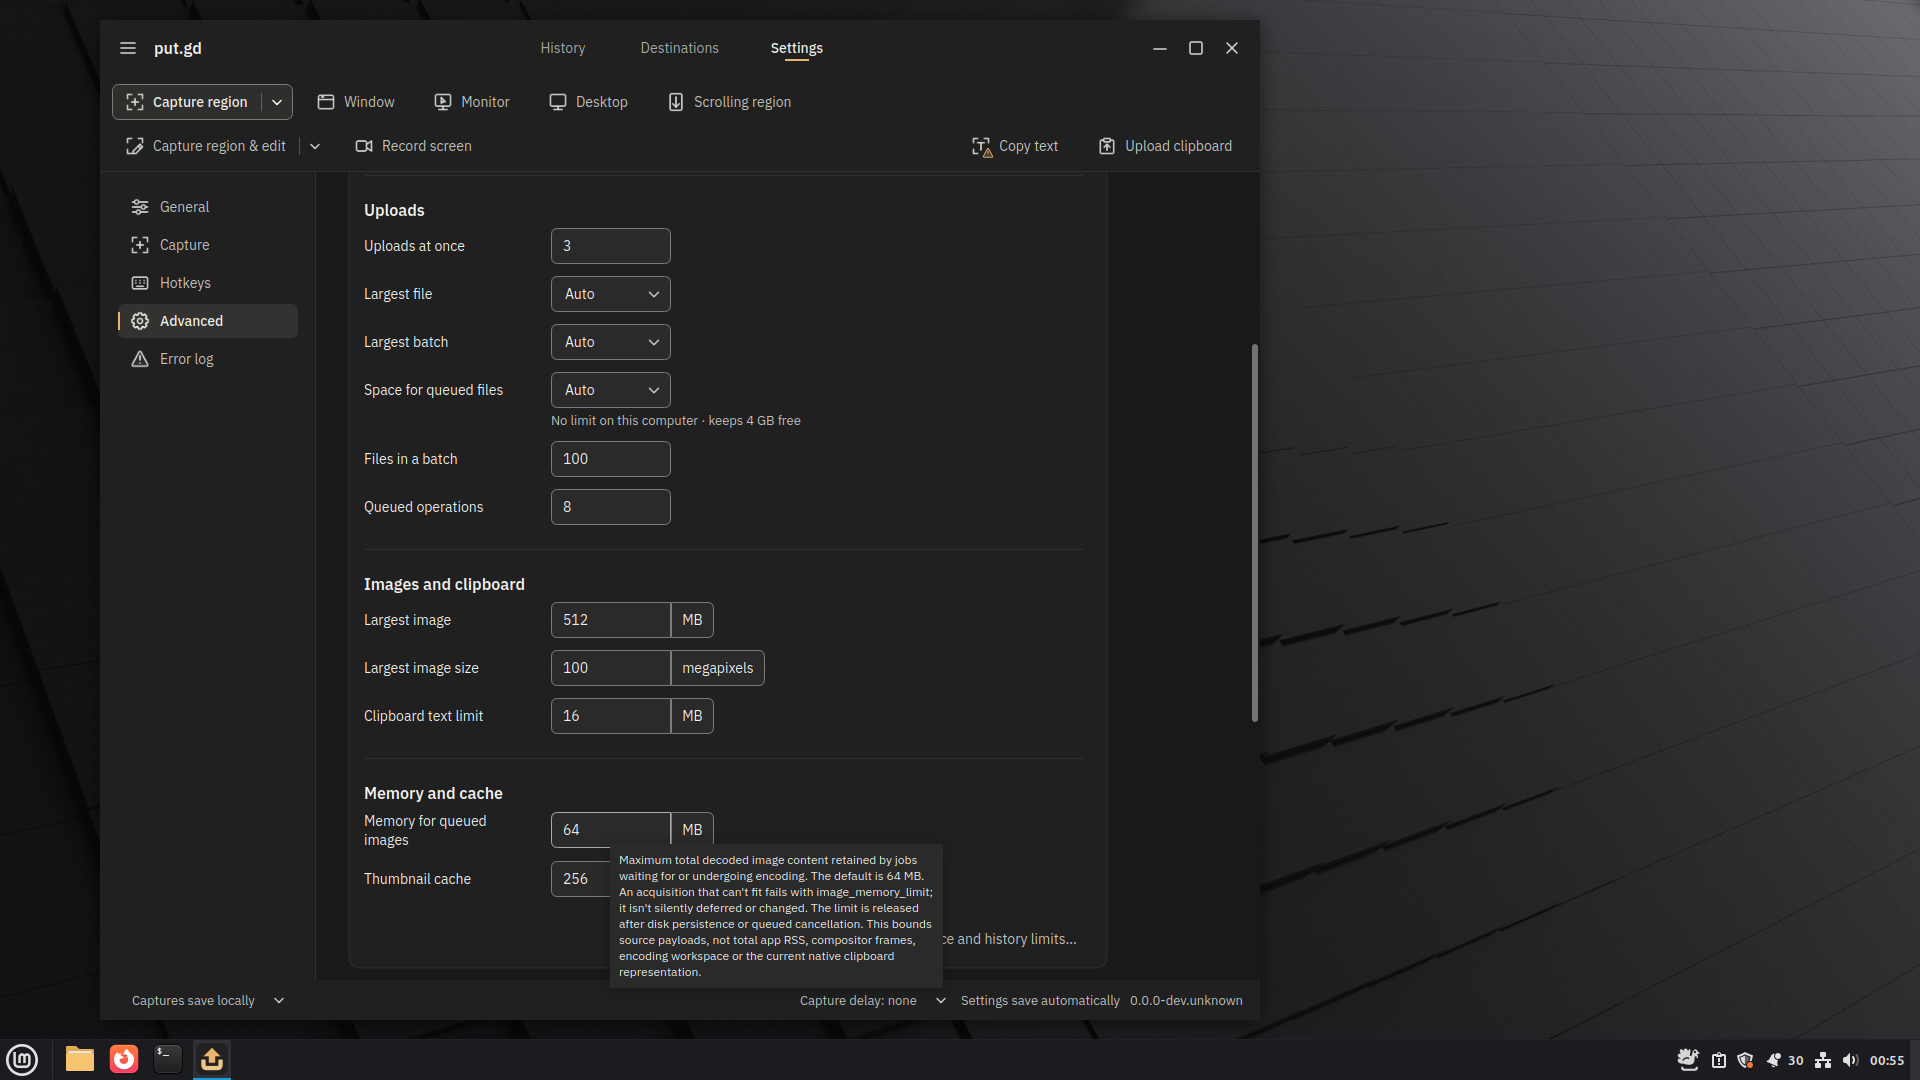 put.gd
History
Destinations
Settings
Capture region
Window
Monitor
Desktop
Scrolling region
Capture region & edit
Record screen
Copy text
Upload clipboard
General
Capture
Hotkeys
Advanced
Error log
Uploads
Uploads at once
3
Largest file
Auto
Largest batch
Auto
Space for queued files
Auto
No limit on this computer · keeps 4 GB free
Files in a batch
100
Queued operations
8
Images and clipboard
Largest image
512
MB
Largest image size
100
megapixels
Clipboard text limit
16
MB
Memory and cache
Memory for queued
images
64
MB
Thumbnail cache
256
Maximum total decoded image content retained by jobs
waiting for or undergoing encoding. The default is 64 MB.
An acquisition that can't fit fails with image_memory_limit;
it isn't silently deferred or changed. The limit is released
after disk persistence or queued cancellation. This bounds
source payloads, not total app RSS, compositor frames,
encoding workspace or the current native clipboard
representation.
ce and history limits...
Captures save locally
Capture delay: none
Settings save automatically
0.0.0-dev.unknown
30
00:55